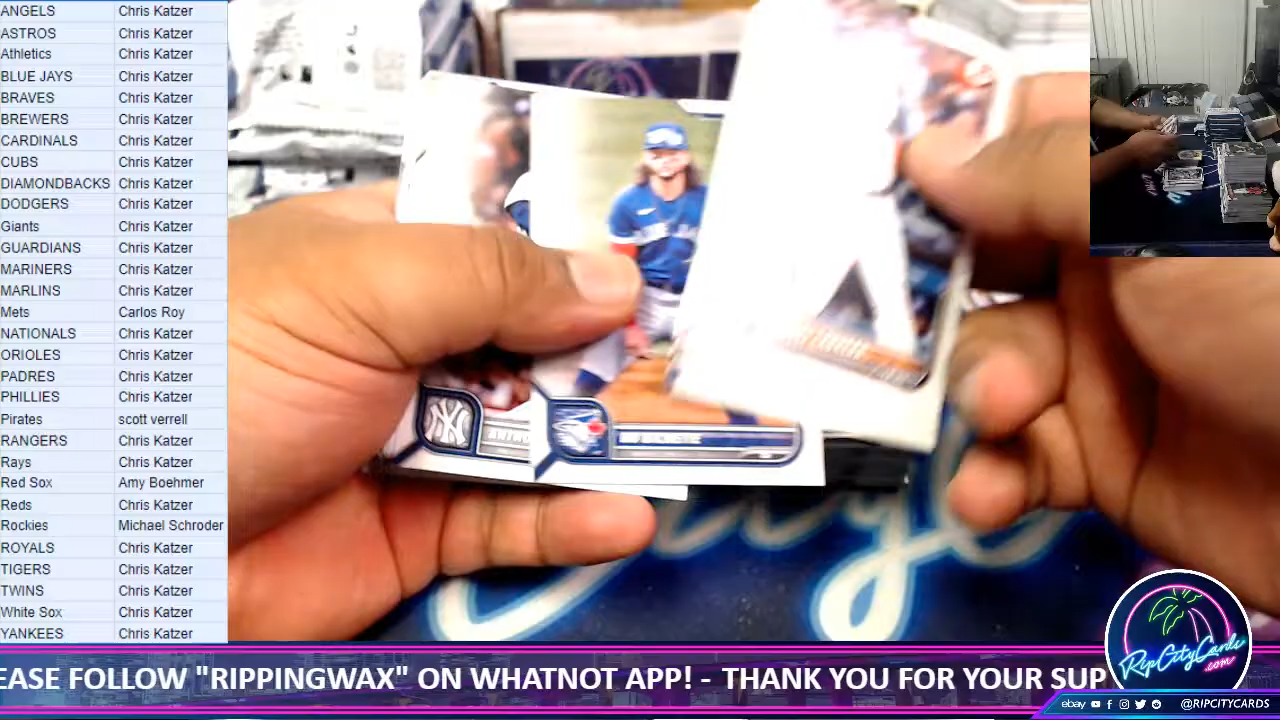 ANGELS Chris Katzer
ASTROS Chris Katzer
Athletics Chris Katzer
BLUE JAYS Chris Katzer
BRAVES Chris Katzer
BREWERS Chris Katzer
CARDINALS Chris Katzer
CUBS Chris Katzer
DIAMONDBACKS Chris Katzer
DODGERS Chris Katzer
Giants Chris Katzer
GUARDIANS Chris Katzer
MARINERS Chris Katzer
MARLINS Chris Katzer
Mets Carlos Roy
NATIONALS Chris Katzer
ORIOLES Chris Katzer
PADRES Chris Katzer
PHILLIES Chris Katzer
Pirates scott verrell
RANGERS Chris Katzer
Rays Chris Katzer
Red Sox Amy Boehmer
Reds Chris Katzer
Rockies Michael Schroder
ROYALS Chris Katzer
TIGERS Chris Katzer
TWINS Chris Katzer
White Sox Chris Katzer
YANKEES Chris Katzer
EASE FOLLOW "RIPPINGWAX" ON WHATNOT APP! - THANK YOU FOR YOUR SUP
RipCityCards
.com
ebay @RIPCITYCARDS